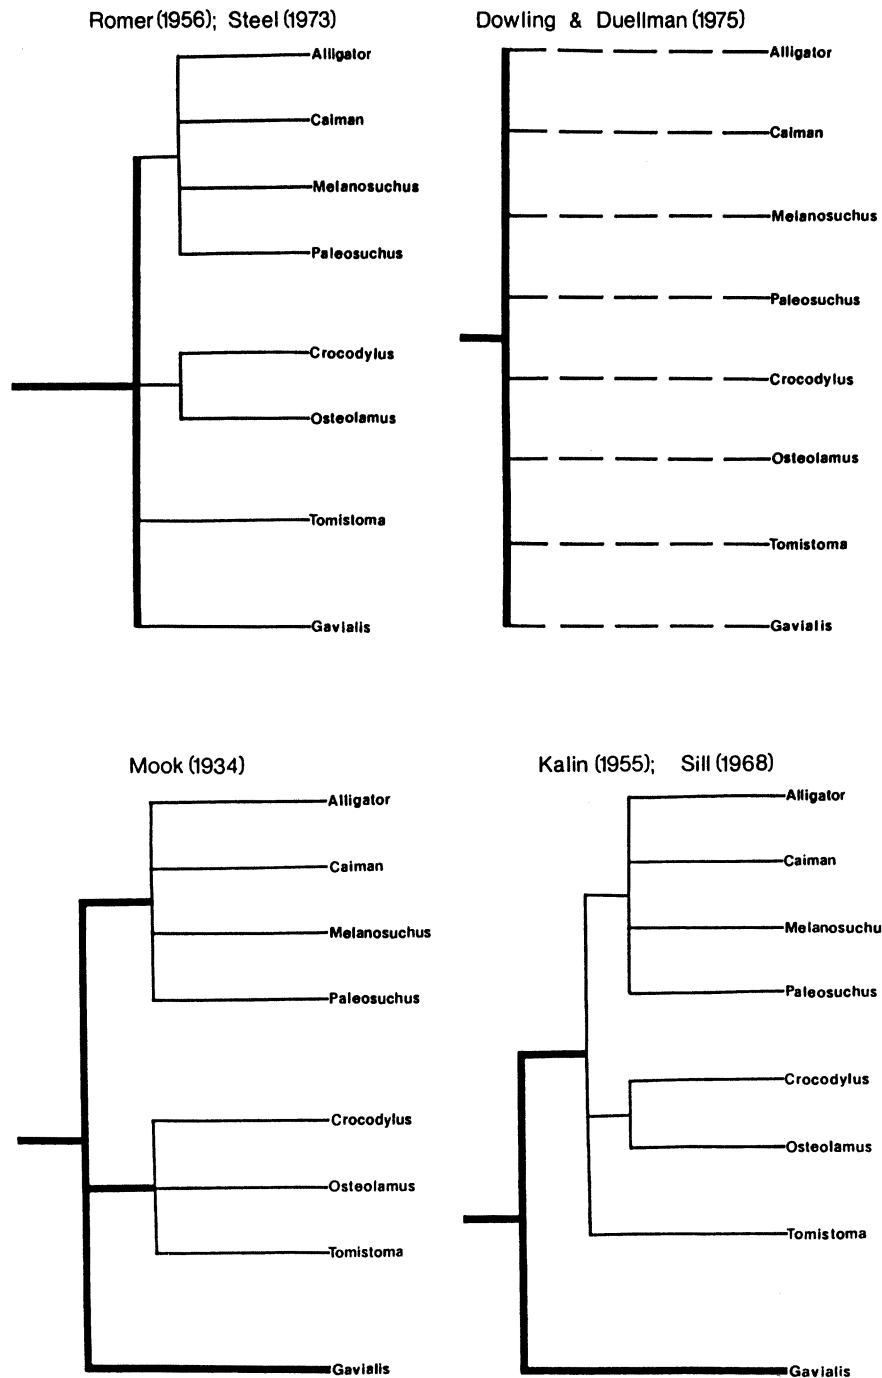 Romer (1956); Steel (1973)
Alligator
Caiman
Melanosuchus
Paleosuchus
Crocodylus
Osteolamus
Tomistoma
Gavialis
Dowling & Duellman (1975)
Alligator
Caiman
Melanosuchus
Paleosuchus
Crocodylus
Osteolamus
Tomistoma
Gavialis
Mook (1934)
Alligator
Caiman
Melanosuchus
Paleosuchus
Crocodylus
Osteolamus
Tomistoma
Gavialis
Kalin (1955); Sill (1968)
Alligator
Caiman
Melanosuchu
Paleosuchus
Crocodylus
Osteolamus
Tomistoma
Gavialis